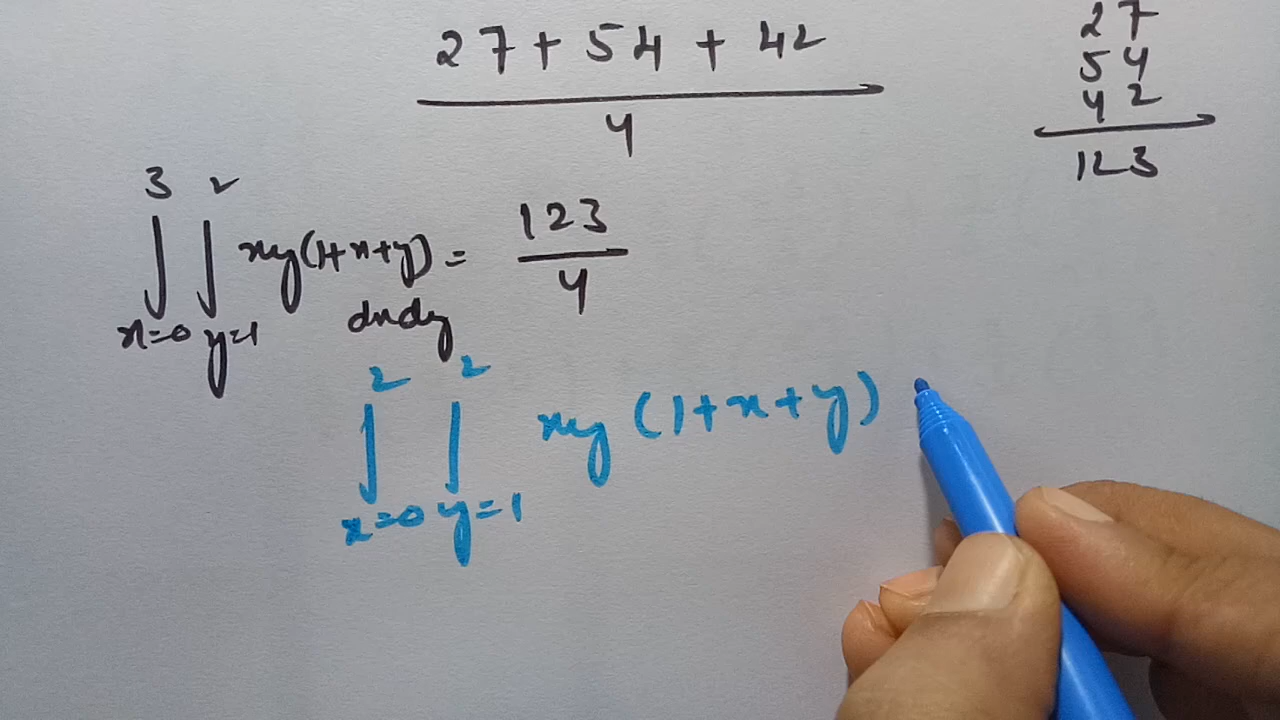 27 + 54 + 42
4
27
54
42
123
3 2
∫ ∫ xy(1+x+y) = 123
x=0 y=1 dxdy 4
2 2
∫ ∫ xy (1+x+y)
x=0 y=1